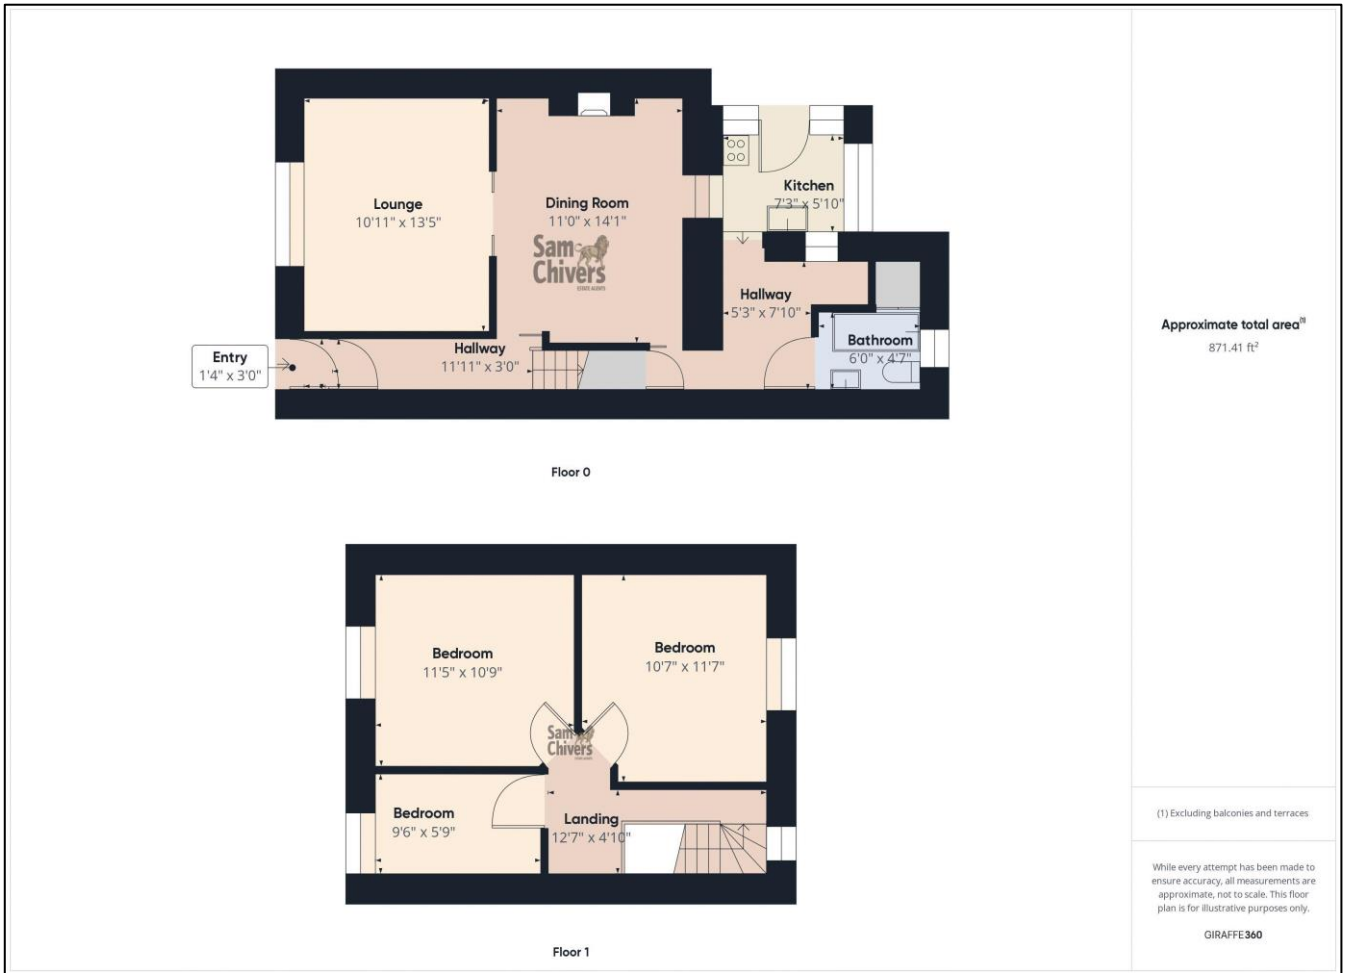 Lounge
10'11" x 13'5"
Dining Room
11'0" x 14'1"
Sam
Chivers
ESTATE AGENTS
Kitchen
7'3" x 5'10"
Hallway
5'3" x 7'10"
Bathroom
6'0" x 4'7"
Entry
1'4" x 3'0"
Hallway
11'11" x 3'0"
Floor 0
Approximate total area(1)
871.41 ft²
Bedroom
11'5" x 10'9"
Bedroom
10'7" x 11'7"
Sam
Chivers
Bedroom
9'6" x 5'9"
Landing
12'7" x 4'10"
Floor 1
(1) Excluding balconies and terraces
While every attempt has been made to
ensure accuracy, all measurements are
approximate, not to scale. This floor
plan is for illustrative purposes only.
GIRAFFE360